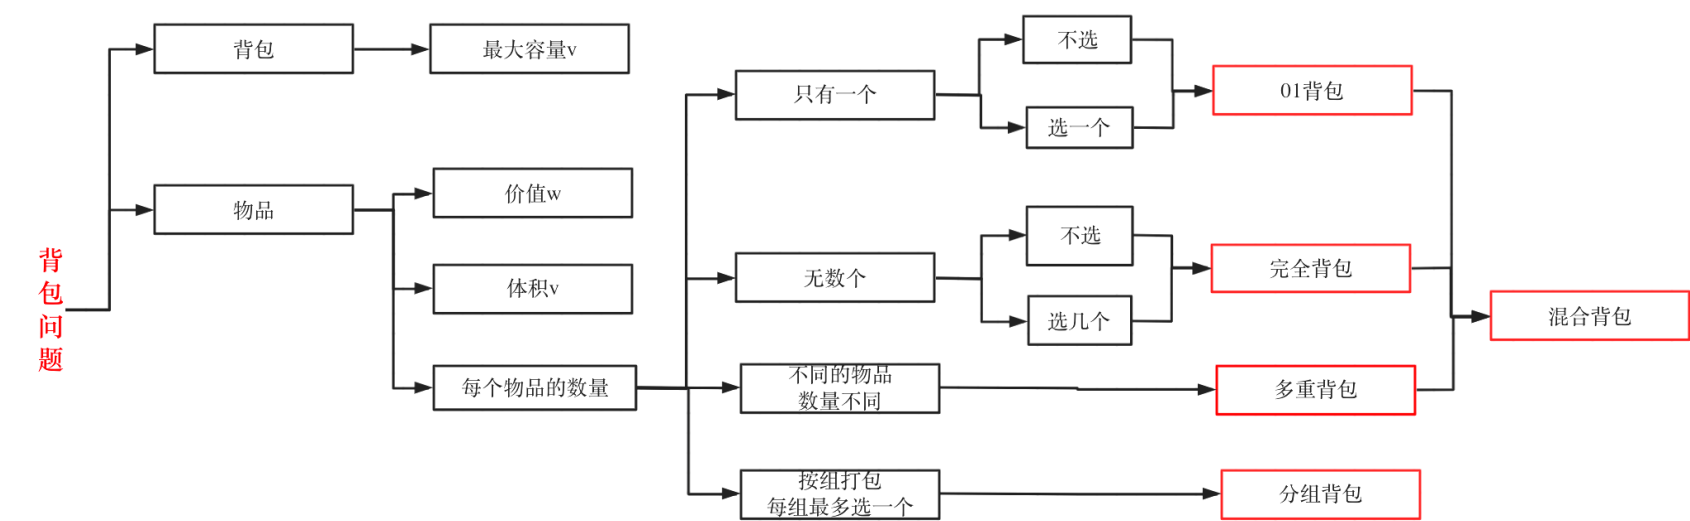 背包问题
背包
最大容量v
物品
价值w
体积v
每个物品的数量
只有一个
不选
选一个
01背包
无数个
不选
选几个
完全背包
不同的物品
数量不同
多重背包
混合背包
按组打包
每组最多选一个
分组背包